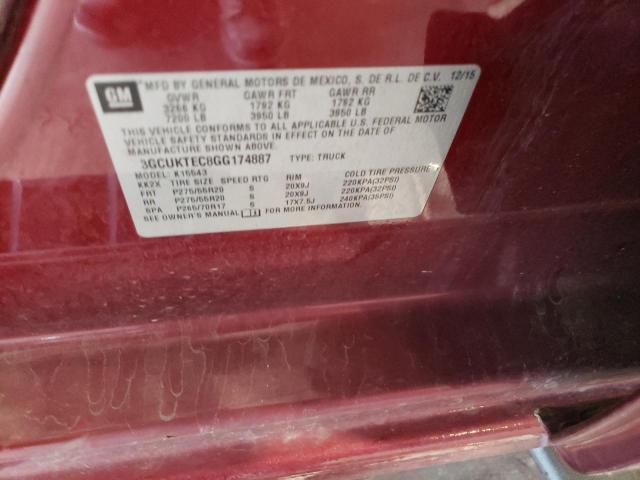 GM
MFD BY GENERAL MOTORS DE MEXICO, S. DE R.L. DE C.V. 12/15
GVWR GAWR FRT GAWR RR
3266 KG 1792 KG 1792 KG
7200 LB 3950 LB 3950 LB
THIS VEHICLE CONFORMS TO ALL APPLICABLE U.S. FEDERAL MOTOR
VEHICLE SAFETY STANDARDS IN EFFECT ON THE DATE OF
MANUFACTURE SHOWN ABOVE.
3GCUKTEC8GG174887 TYPE: TRUCK
MODEL: K15543
KK2X TIRE SIZE SPEED RTG RIM COLD TIRE PRESSURE
FRT P275/55R20 S 20X9J 220KPA(32PSI)
RR P275/55R20 S 20X9J 220KPA(32PSI)
SPA P265/70R17 S 17X7.5J 240KPA(35PSI)
SEE OWNER'S MANUAL FOR MORE INFORMATION.